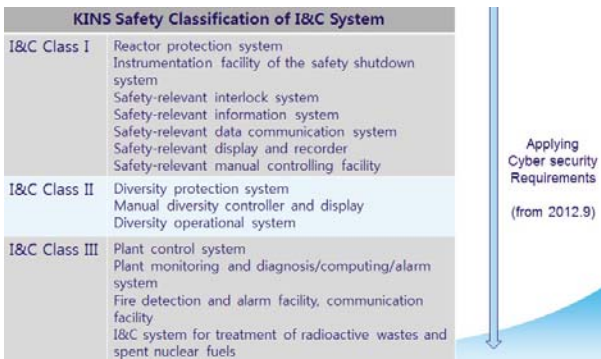 KINS Safety Classification of I&C System
I&C Class I
Reactor protection system
Instrumentation facility of the safety shutdown
system
Safety-relevant interlock system
Safety-relevant information system
Safety-relevant data communication system
Safety-relevant display and recorder
Safety-relevant manual controlling facility
I&C Class II
Diversity protection system
Manual diversity controller and display
Diversity operational system
I&C Class III
Plant control system
Plant monitoring and diagnosis/computing/alarm
system
Fire detection and alarm facility, communication
facility
I&C system for treatment of radioactive wastes and
spent nuclear fuels
Applying
Cyber security
Requirements
(from 2012.9)